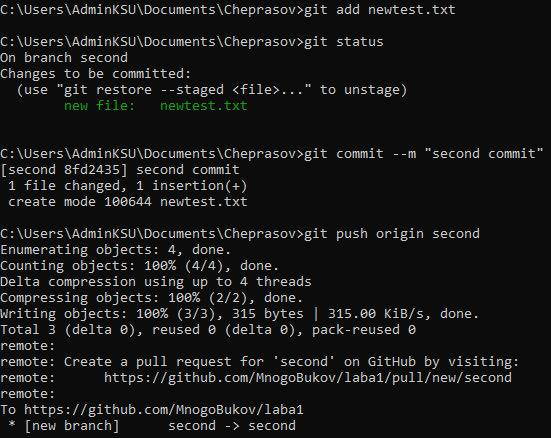 C:\Users\AdminKSU\Documents\Cheprasov>git add newtest.txt
C:\Users\AdminKSU\Documents\Cheprasov>git status
On branch second
Changes to be committed:
  (use "git restore --staged <file>..." to unstage)
        new file:   newtest.txt
C:\Users\AdminKSU\Documents\Cheprasov>git commit --m "second commit"
[second 8fd2435] second commit
 1 file changed, 1 insertion(+)
 create mode 100644 newtest.txt
C:\Users\AdminKSU\Documents\Cheprasov>git push origin second
Enumerating objects: 4, done.
Counting objects: 100% (4/4), done.
Delta compression using up to 4 threads
Compressing objects: 100% (2/2), done.
Writing objects: 100% (3/3), 315 bytes | 315.00 KiB/s, done.
Total 3 (delta 0), reused 0 (delta 0), pack-reused 0
remote:
remote: Create a pull request for 'second' on GitHub by visiting:
remote:      https://github.com/MnogoBukov/laba1/pull/new/second
remote:
To https://github.com/MnogoBukov/laba1
 * [new branch]      second -> second